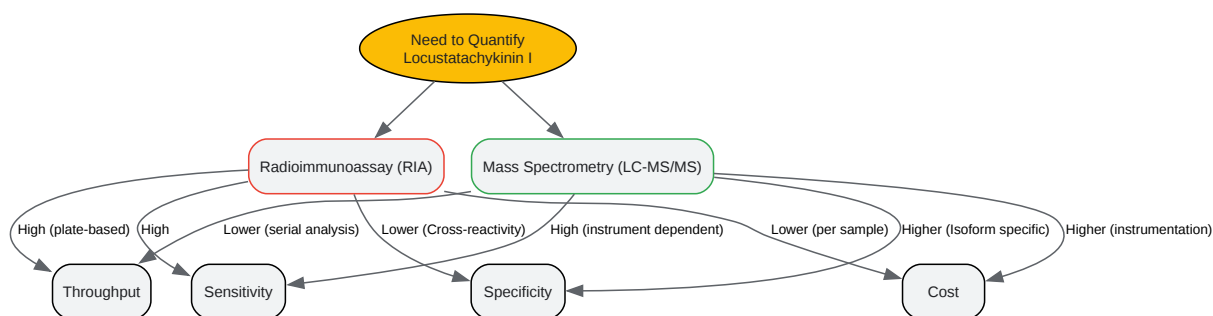 Need to Quantify
Locustatachykinin I
Radioimmunoassay (RIA)
Mass Spectrometry (LC-MS/MS)
High (plate-based)
High
Lower (serial analysis)
Lower (Cross-reactivity)
High (instrument dependent)
Lower (per sample)
Higher (Isoform specific)
Higher (instrumentation)
Throughput
Sensitivity
Specificity
Cost